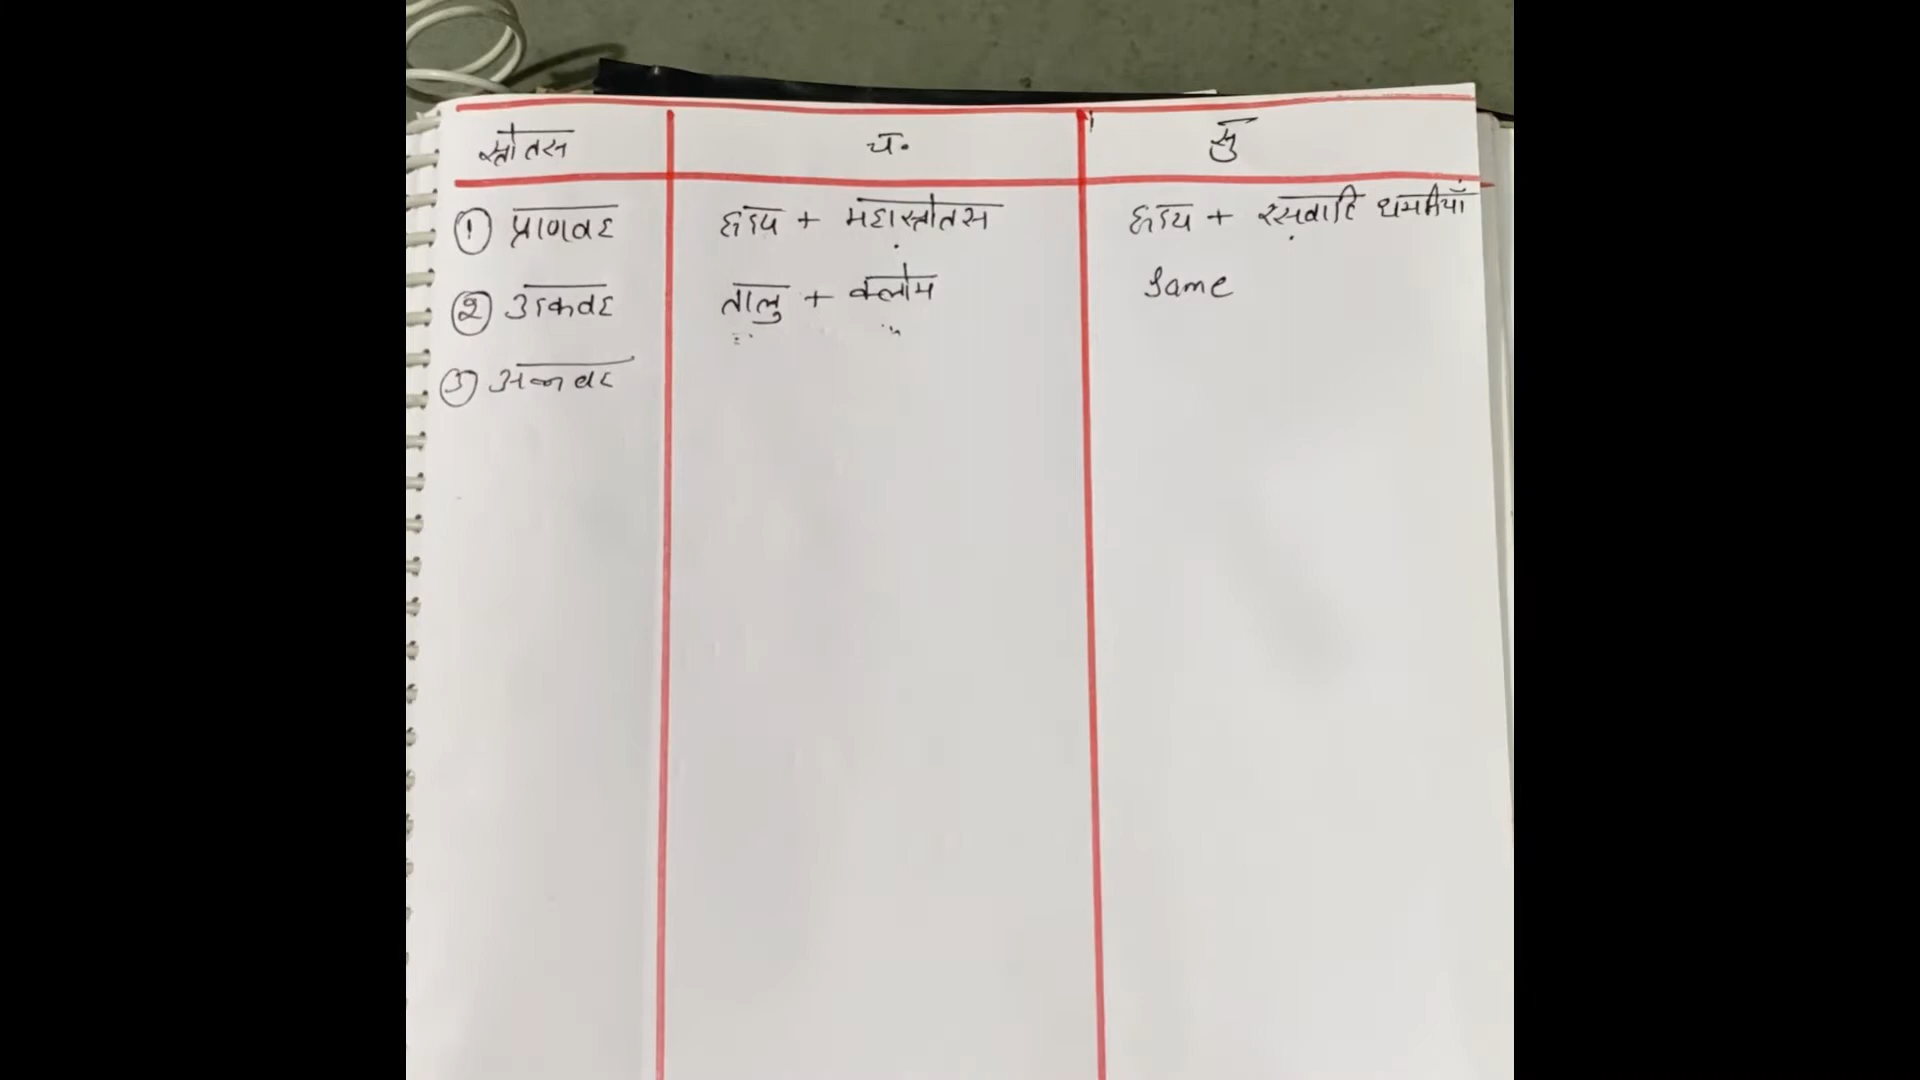 स्त्रोतस च. सु
① प्राणवह हृदय + महास्त्रोतस हृदय + रसवाहि धमनीयाँ
② उदकवह तालु + क्लोम Same
③ अन्नवह